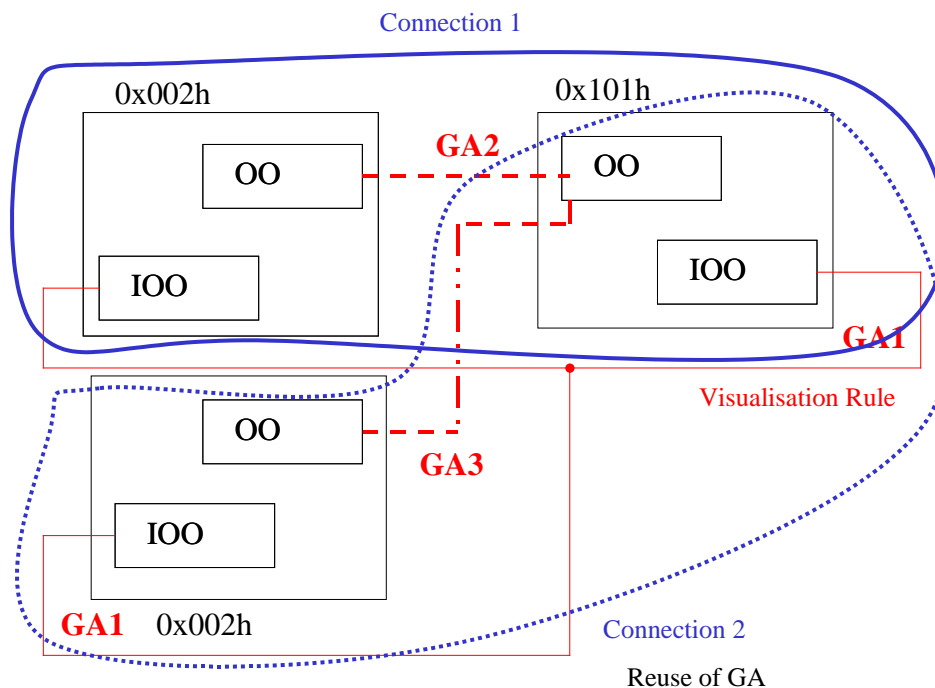 Connection 1
0x002h
0x101h
GA2
OO
OO
IOO
IOO
GA1
Visualisation Rule
OO
GA3
IOO
GA1
0x002h
Connection 2
Reuse of GA